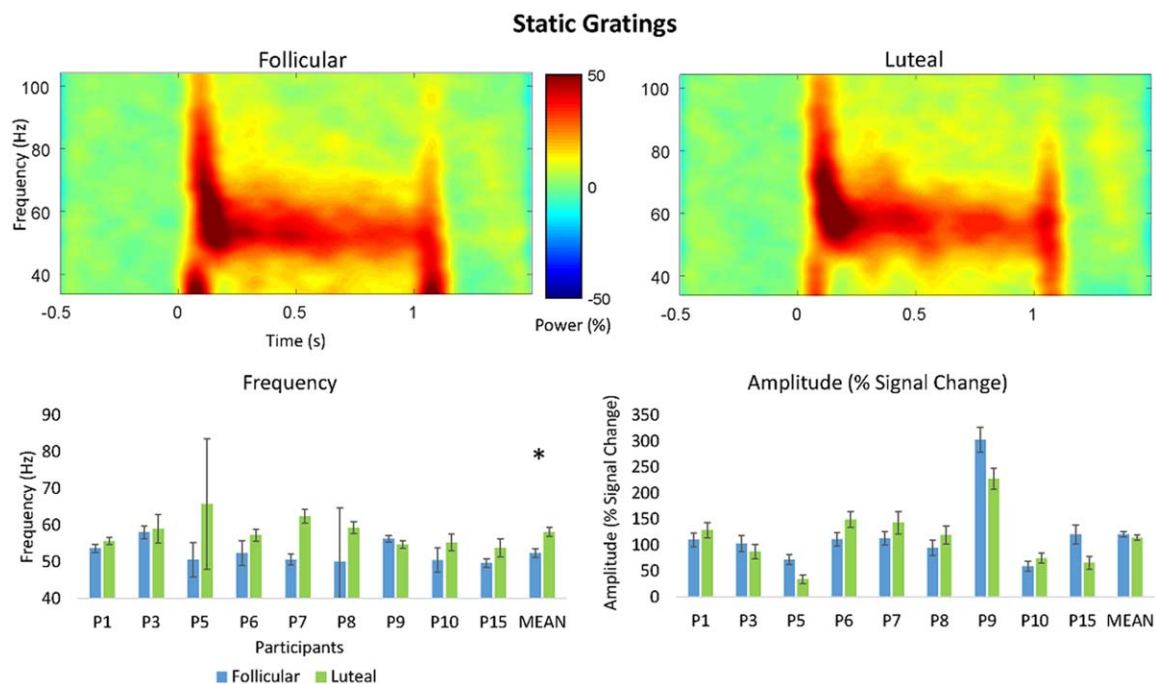 Static Gratings
Follicular
Luteal
Frequency (Hz)
100
80
60
40
-0.5
0
0.5
1
Time (s)
50
0
-50
Power (%)
100
80
60
40
-0.5
0
0.5
1
Frequency
Frequency (Hz)
90
80
70
60
50
40
*
P1 P3 P5 P6 P7 P8 P9 P10 P15 MEAN
Participants
Follicular Luteal
Amplitude (% Signal Change)
Amplitude (% Signal Change)
350
300
250
200
150
100
50
0
P1 P3 P5 P6 P7 P8 P9 P10 P15 MEAN